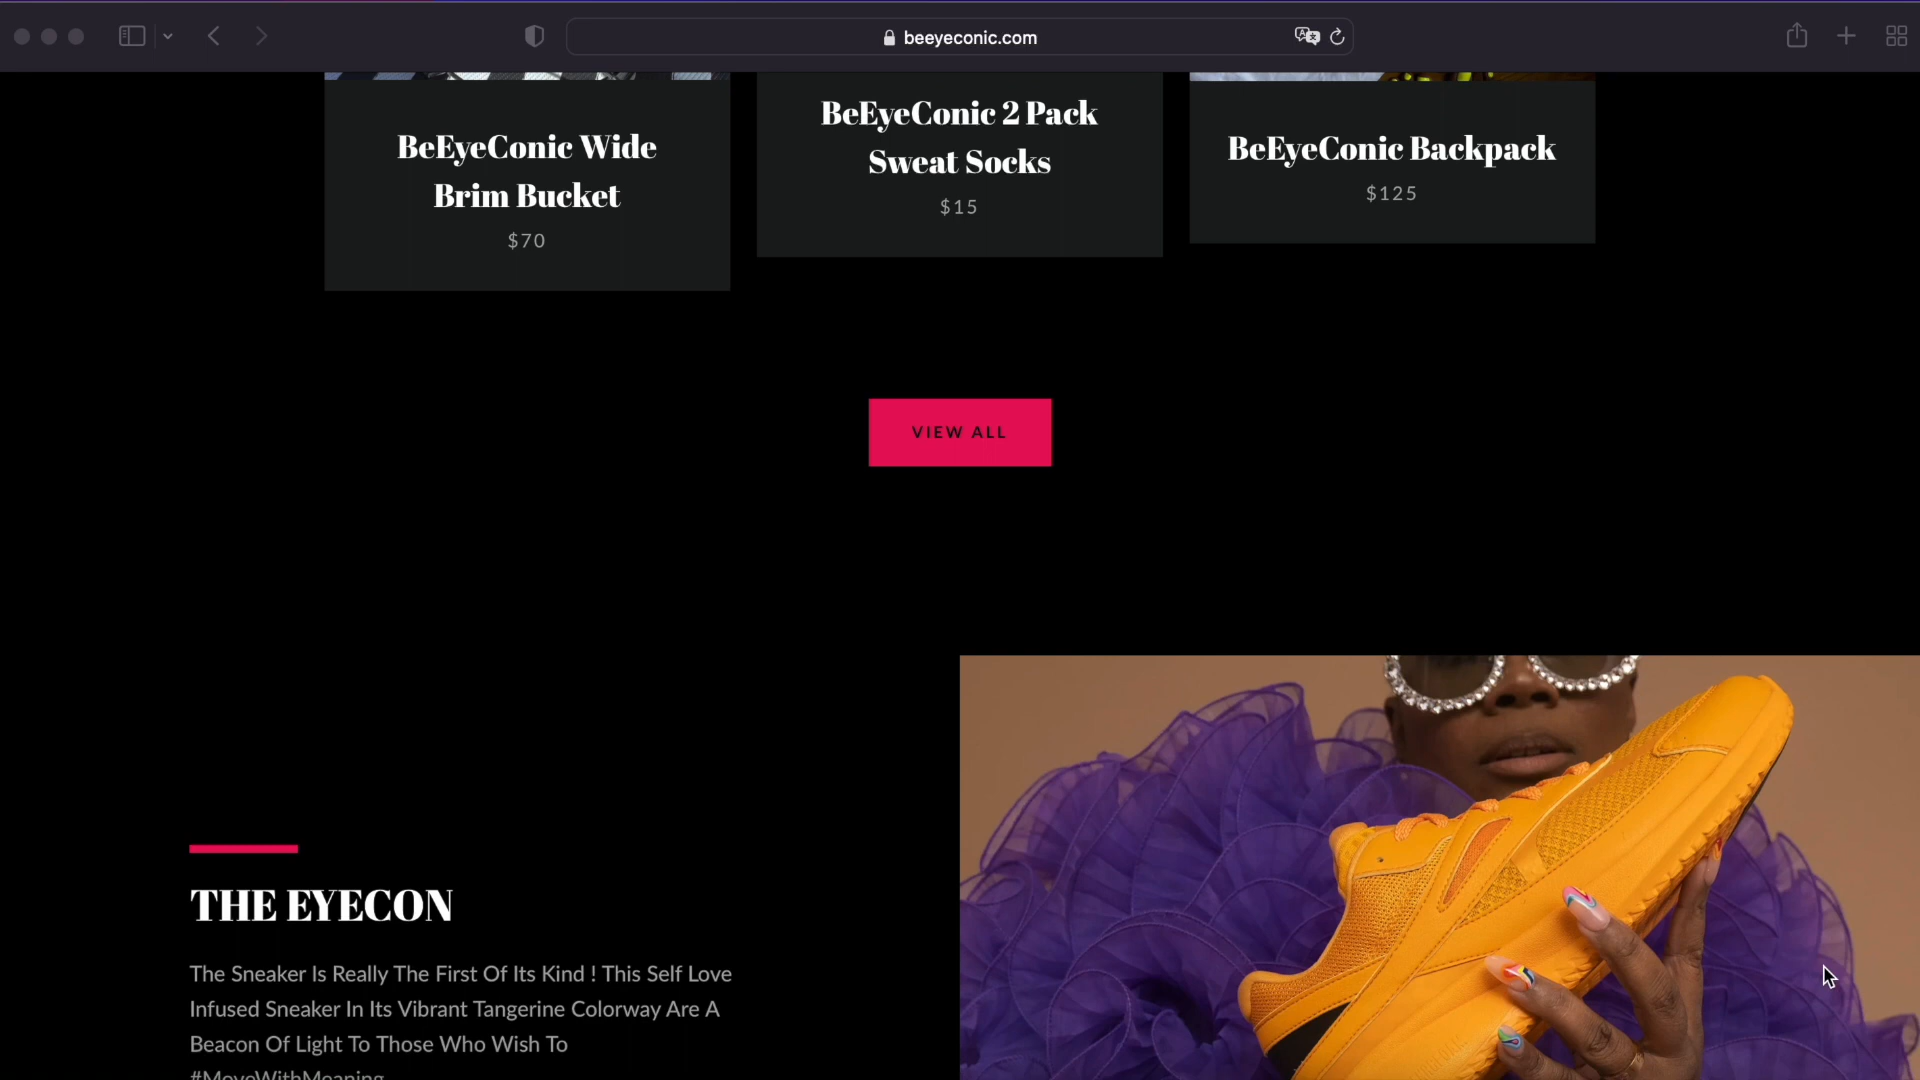 beeyeconic.com
BeEyeConic Wide
Brim Bucket
$70
BeEyeConic 2 Pack
Sweat Socks
$15
BeEyeConic Backpack
$125
VIEW ALL
THE EYECON
The Sneaker Is Really The First Of Its Kind ! This Self Love
Infused Sneaker In Its Vibrant Tangerine Colorway Are A
Beacon Of Light To Those Who Wish To
#MoveWithMeaning